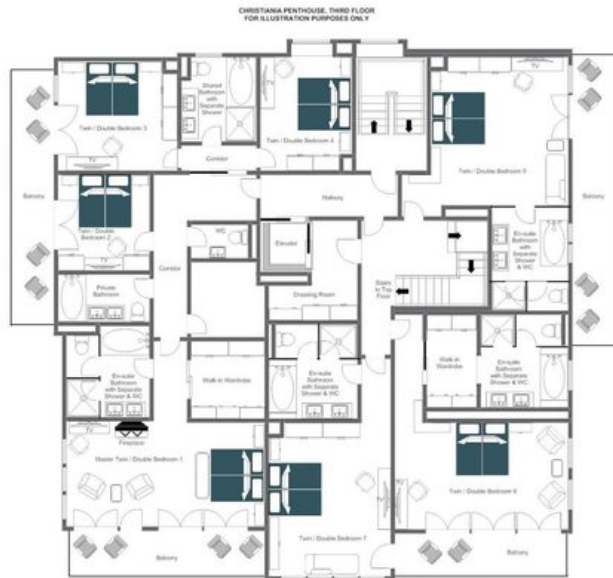 CHRISTIANIA PENTHOUSE, THIRD FLOOR
FOR ILLUSTRATION PURPOSES ONLY
Shared
Bathroom
with
Separate
Shower
TV
TV
Twin / Double Bedroom 3
Twin / Double Bedroom 4
TV
Corridor
Twin / Double Bedroom 5
Balcony
Balcony
Hallway
Twin / Double
Bedroom 2
TV
WC
Elevator
En-suite
Bathroom
with
Separate
Shower
& WC
Corridor
Private
Bathroom
Dressing Room
Stairs
to Top
Floor
En-suite
Bathroom
with Separate
Shower & WC
Walk-in Wardrobe
En-suite
Bathroom
with Separate
Shower & WC
Walk-in
Wardrobe
En-suite
Bathroom
with Separate
Shower & WC
TV
Fireplace
Master Twin / Double Bedroom 1
TV
TV
Twin / Double Bedroom 6
Twin / Double Bedroom 7
Balcony
Balcony